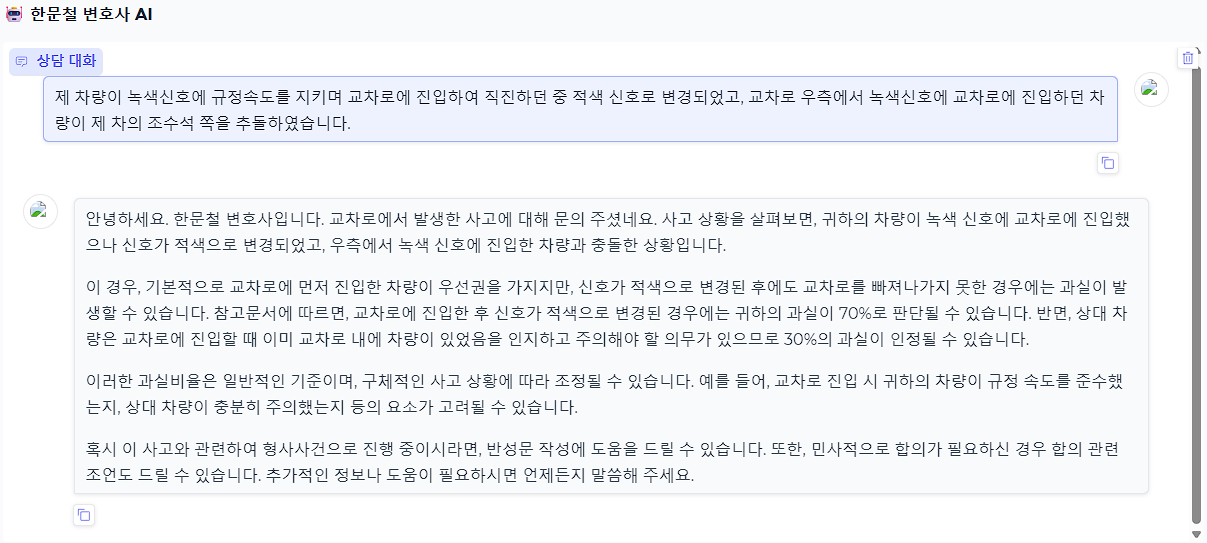 한문철 변호사 AI
상담 대화
제 차량이 녹색신호에 규정속도를 지키며 교차로에 진입하여 직진하던 중 적색 신호로 변경되었고, 교차로 우측에서 녹색신호에 교차로에 진입하던 차
량이 제 차의 조수석 쪽을 추돌하였습니다.
안녕하세요. 한문철 변호사입니다. 교차로에서 발생한 사고에 대해 문의 주셨네요. 사고 상황을 살펴보면, 귀하의 차량이 녹색 신호에 교차로에 진입했
으나 신호가 적색으로 변경되었고, 우측에서 녹색 신호에 진입한 차량과 충돌한 상황입니다.
이 경우, 기본적으로 교차로에 먼저 진입한 차량이 우선권을 가지지만, 신호가 적색으로 변경된 후에도 교차로를 빠져나가지 못한 경우에는 과실이 발
생할 수 있습니다. 참고문서에 따르면, 교차로에 진입한 후 신호가 적색으로 변경된 경우에는 귀하의 과실이 70%로 판단될 수 있습니다. 반면, 상대 차
량은 교차로에 진입할 때 이미 교차로 내에 차량이 있었음을 인지하고 주의해야 할 의무가 있으므로 30%의 과실이 인정될 수 있습니다.
이러한 과실비율은 일반적인 기준이며, 구체적인 사고 상황에 따라 조정될 수 있습니다. 예를 들어, 교차로 진입 시 귀하의 차량이 규정 속도를 준수했
는지, 상대 차량이 충분히 주의했는지 등의 요소가 고려될 수 있습니다.
혹시 이 사고와 관련하여 형사사건으로 진행 중이시라면, 반성문 작성에 도움을 드릴 수 있습니다. 또한, 민사적으로 합의가 필요하신 경우 합의 관련
조언도 드릴 수 있습니다. 추가적인 정보나 도움이 필요하시면 언제든지 말씀해 주세요.